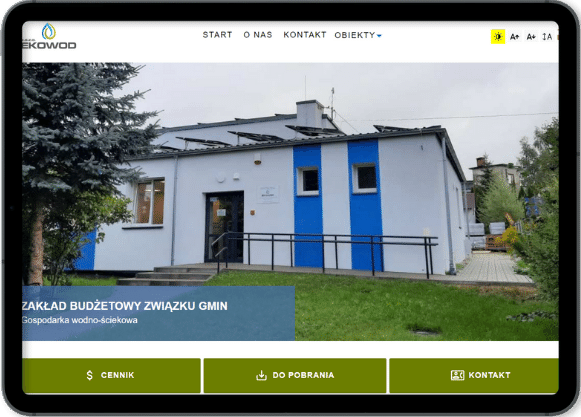 EKOWOD
START O NAS KONTAKT OBIEKTY
A+ A+ IA
ZAKŁAD BUDŻETOWY ZWIĄZKU GMIN
Gospodarka wodno-ściekowa
$ CENNIK
DO POBRANIA
KONTAKT